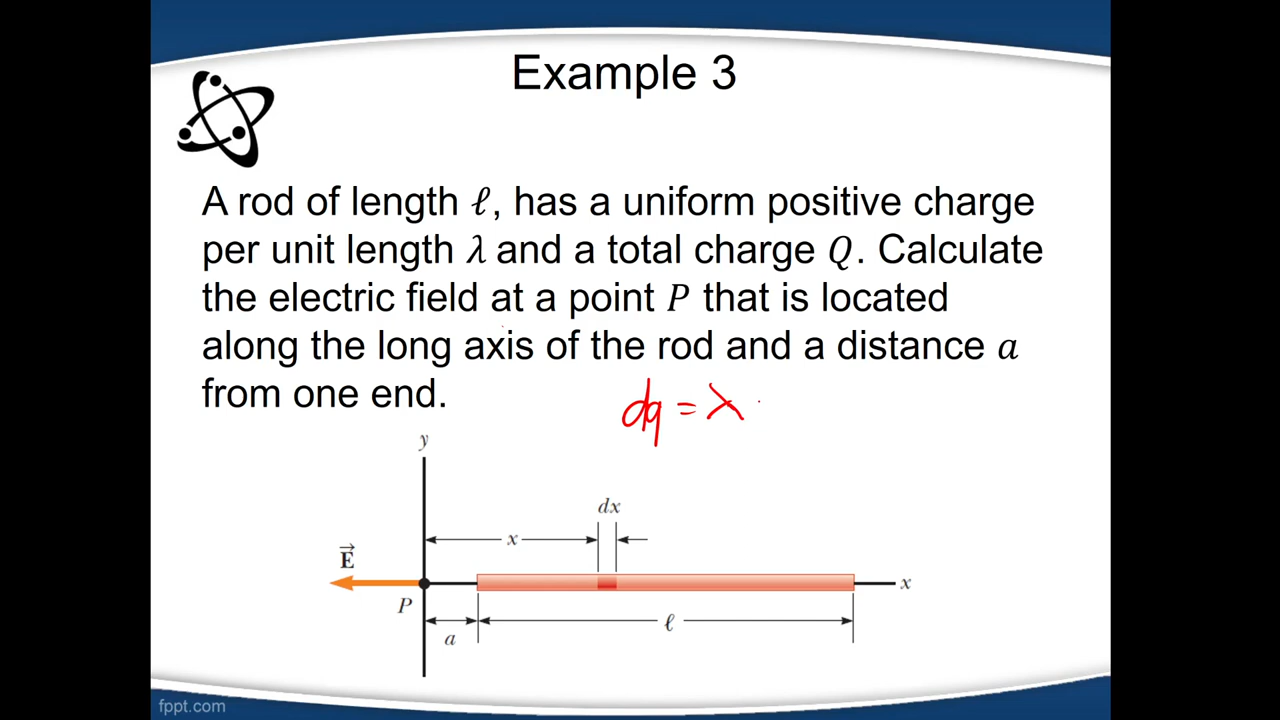 Example 3
A rod of length ℓ, has a uniform positive charge
per unit length λ and a total charge Q. Calculate
the electric field at a point P that is located
along the long axis of the rod and a distance a
from one end.
dq = λ
y
dx
x
E⃗
x
P
a
ℓ
fppt.com